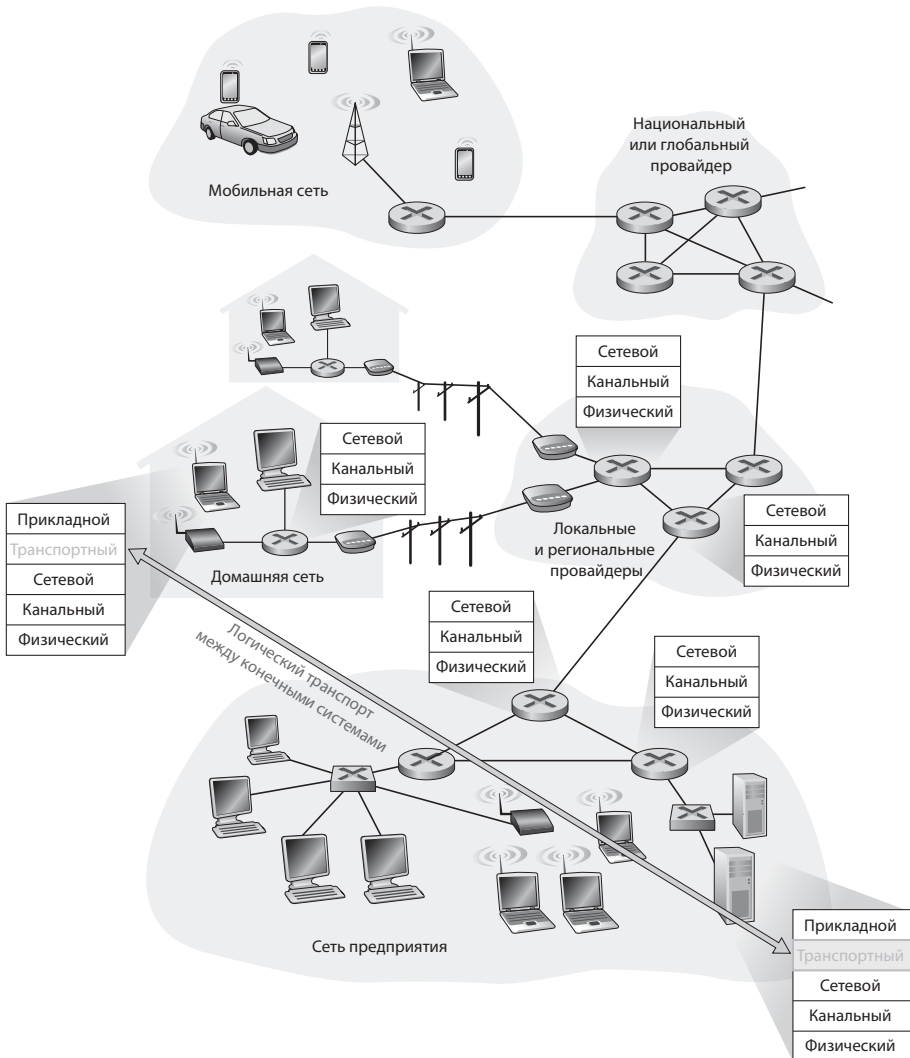 Национальный
или глобальный
провайдер
Мобильная сеть
Сетевой
Канальный
Физический
Сетевой
Канальный
Физический
Прикладной
Транспортный
Сетевой
Канальный
Физический
Домашняя сеть
Локальные
и региональные
провайдеры
Сетевой
Канальный
Физический
Сетевой
Канальный
Физический
Логический транспорт
между конечными системами
Сетевой
Канальный
Физический
Сеть предприятия
Прикладной
Транспортный
Сетевой
Канальный
Физический